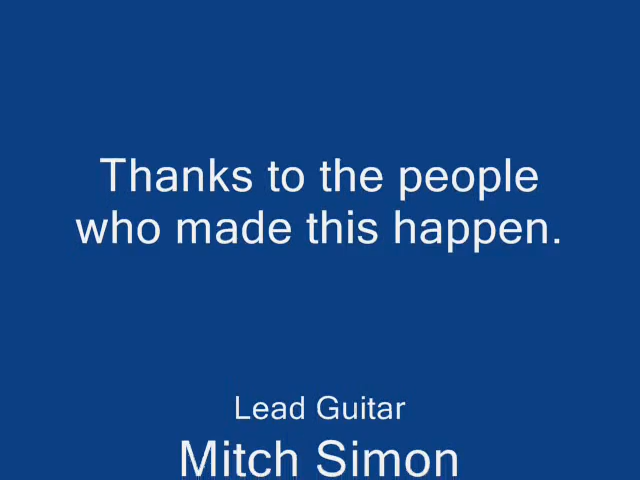 Thanks to the people
who made this happen.
Lead Guitar
Mitch Simon